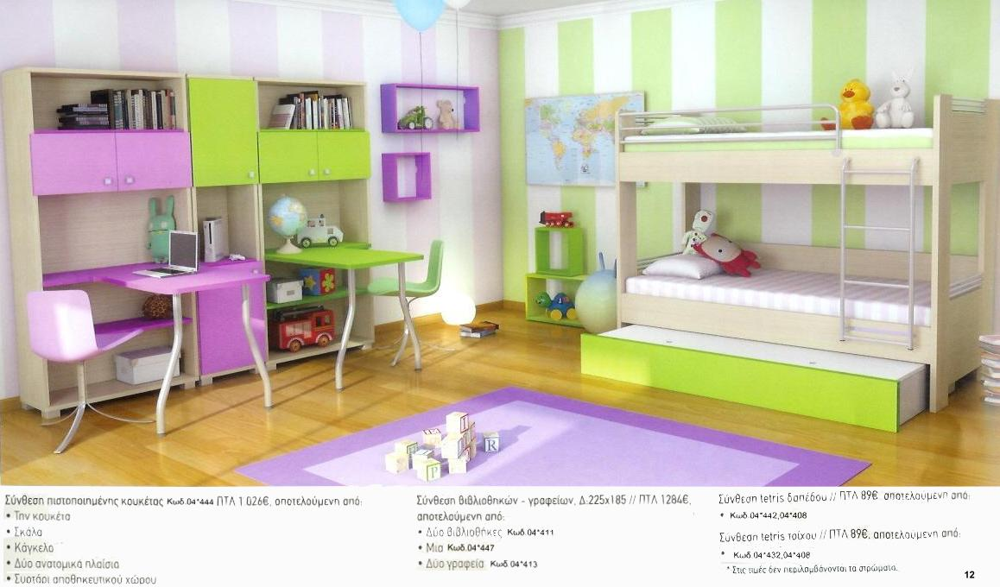 Σύνθεση πιστοποιημένης κουκέτας Κωδ.04*444 ΠΤΛ 1 026€, αποτελούμενη από:
• Την κουκέτα
• Σκάλα
• Κάγκελο
• Δύο ανατομικά πλαίσια
• Συρτάρι αποθηκευτικού χώρου
Σύνθεση βιβλιοθηκών - γραφείων, Δ.225x185 // ΠΤΛ 1284€,
αποτελούμενη από:
• Δύο βιβλιοθήκες Κωδ.04*411
• Μια Κωδ.04*447
• Δύο γραφεία Κωδ.04*413
Σύνθεση tetris δαπέδου // ΠΤΛ 89€, αποτελούμενη από:
• Κωδ.04*442,04*408
Σύνθεση tetris τοίχου // ΠΤΛ 89€, αποτελούμενη από:
* Κωδ.04*432,04*408
* Στις τιμές δεν περιλαμβάνονται τα στρώματα.
12
R
P